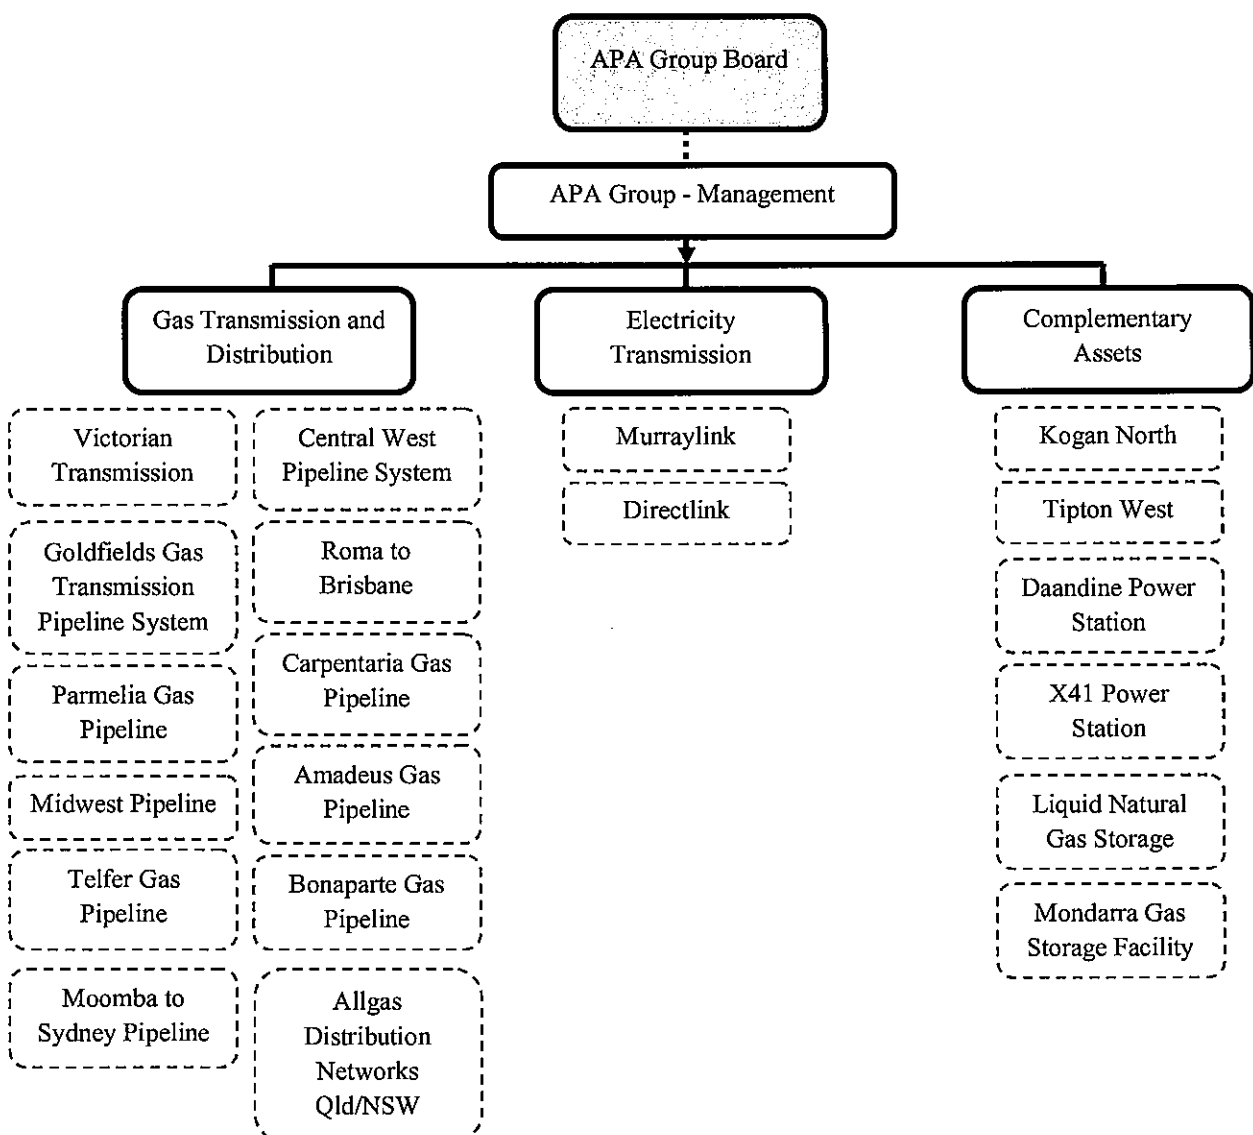 APA Group Board
APA Group - Management
Gas Transmission and
Distribution
Electricity
Transmission
Complementary
Assets
Victorian
Transmission
Goldfields Gas
Transmission
Pipeline System
Parmelia Gas
Pipeline
Midwest Pipeline
Telfer Gas
Pipeline
Moomba to
Sydney Pipeline
Central West
Pipeline System
Roma to
Brisbane
Carpentaria Gas
Pipeline
Amadeus Gas
Pipeline
Bonaparte Gas
Pipeline
Allgas
Distribution
Networks
Qld/NSW
Murraylink
Directlink
Kogan North
Tipton West
Daandine Power
Station
X41 Power
Station
Liquid Natural
Gas Storage
Mondarra Gas
Storage Facility